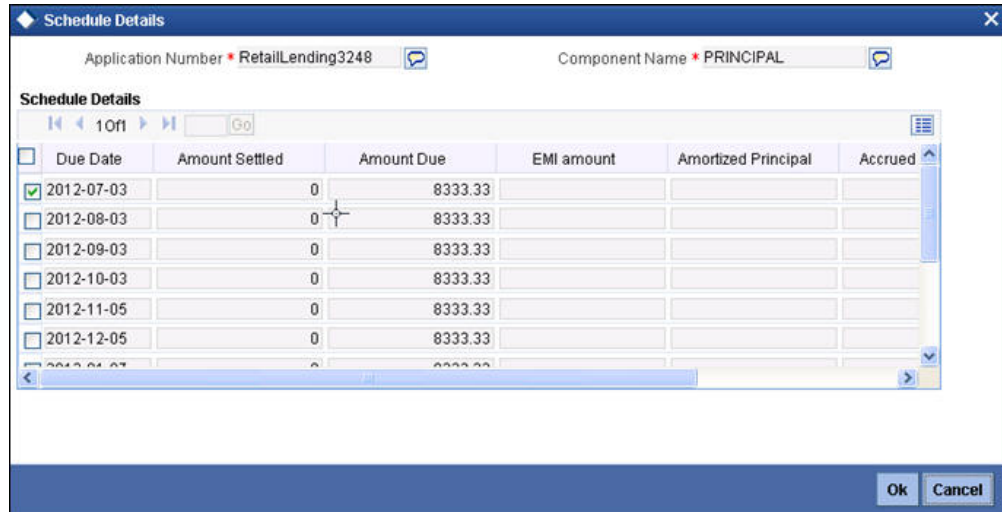 Schedule Details
Application Number * RetailLending3248 Component Name * PRINCIPAL
Schedule Details
1Of1 Go
Due Date Amount Settled Amount Due EMI amount Amortized Principal Accrued
2012-07-03 0 8333.33
2012-08-03 0 8333.33
2012-09-03 0 8333.33
2012-10-03 0 8333.33
2012-11-05 0 8333.33
2012-12-05 0 8333.33
Ok Cancel